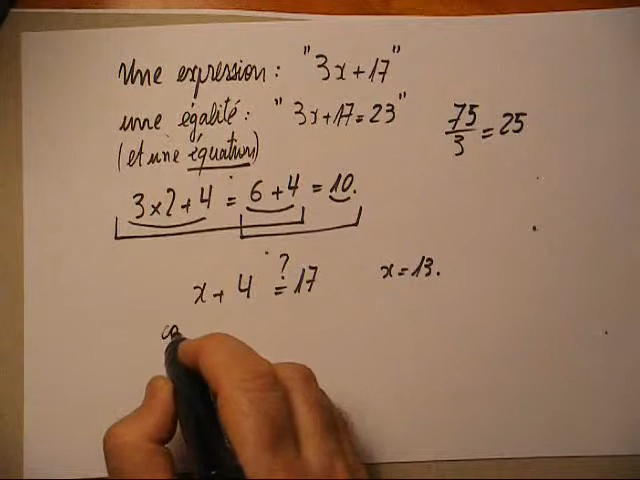 Une expression : "3x+17"
une égalité : "3x+17=23"
(et une équation)
75/3 = 25
3×2+4 = 6+4 = 10.
x+4 ?= 17
x=13.